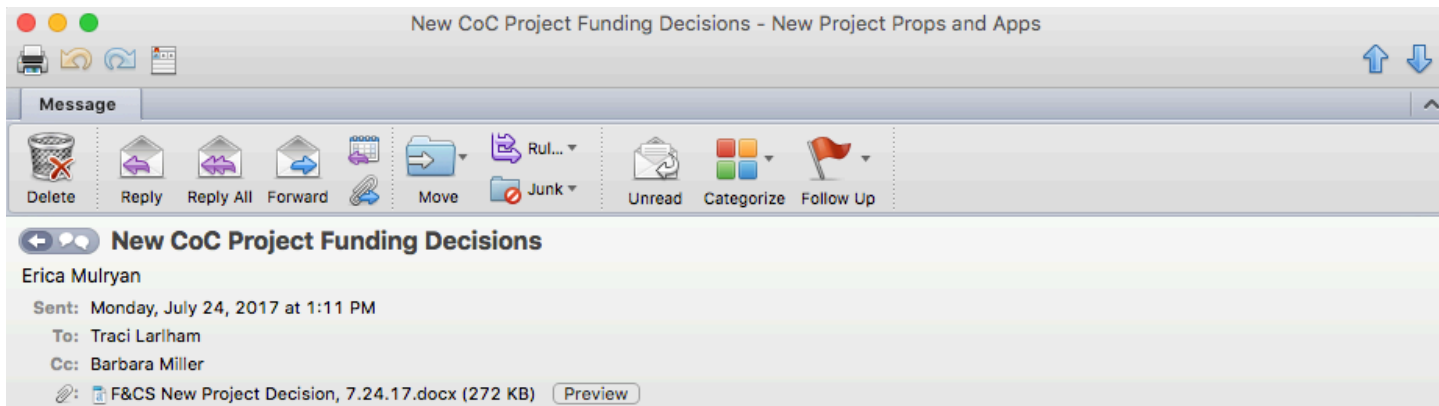 New CoC Project Funding Decisions - New Project Props and Apps
Message
Delete Reply Reply All Forward Move Rul... Junk Unread Categorize Follow Up
New CoC Project Funding Decisions
Erica Mulryan
Sent: Monday, July 24, 2017 at 1:11 PM
To: Traci Larlham
Cc: Barbara Miller
F&CS New Project Decision, 7.24.17.docx (272 KB) Preview